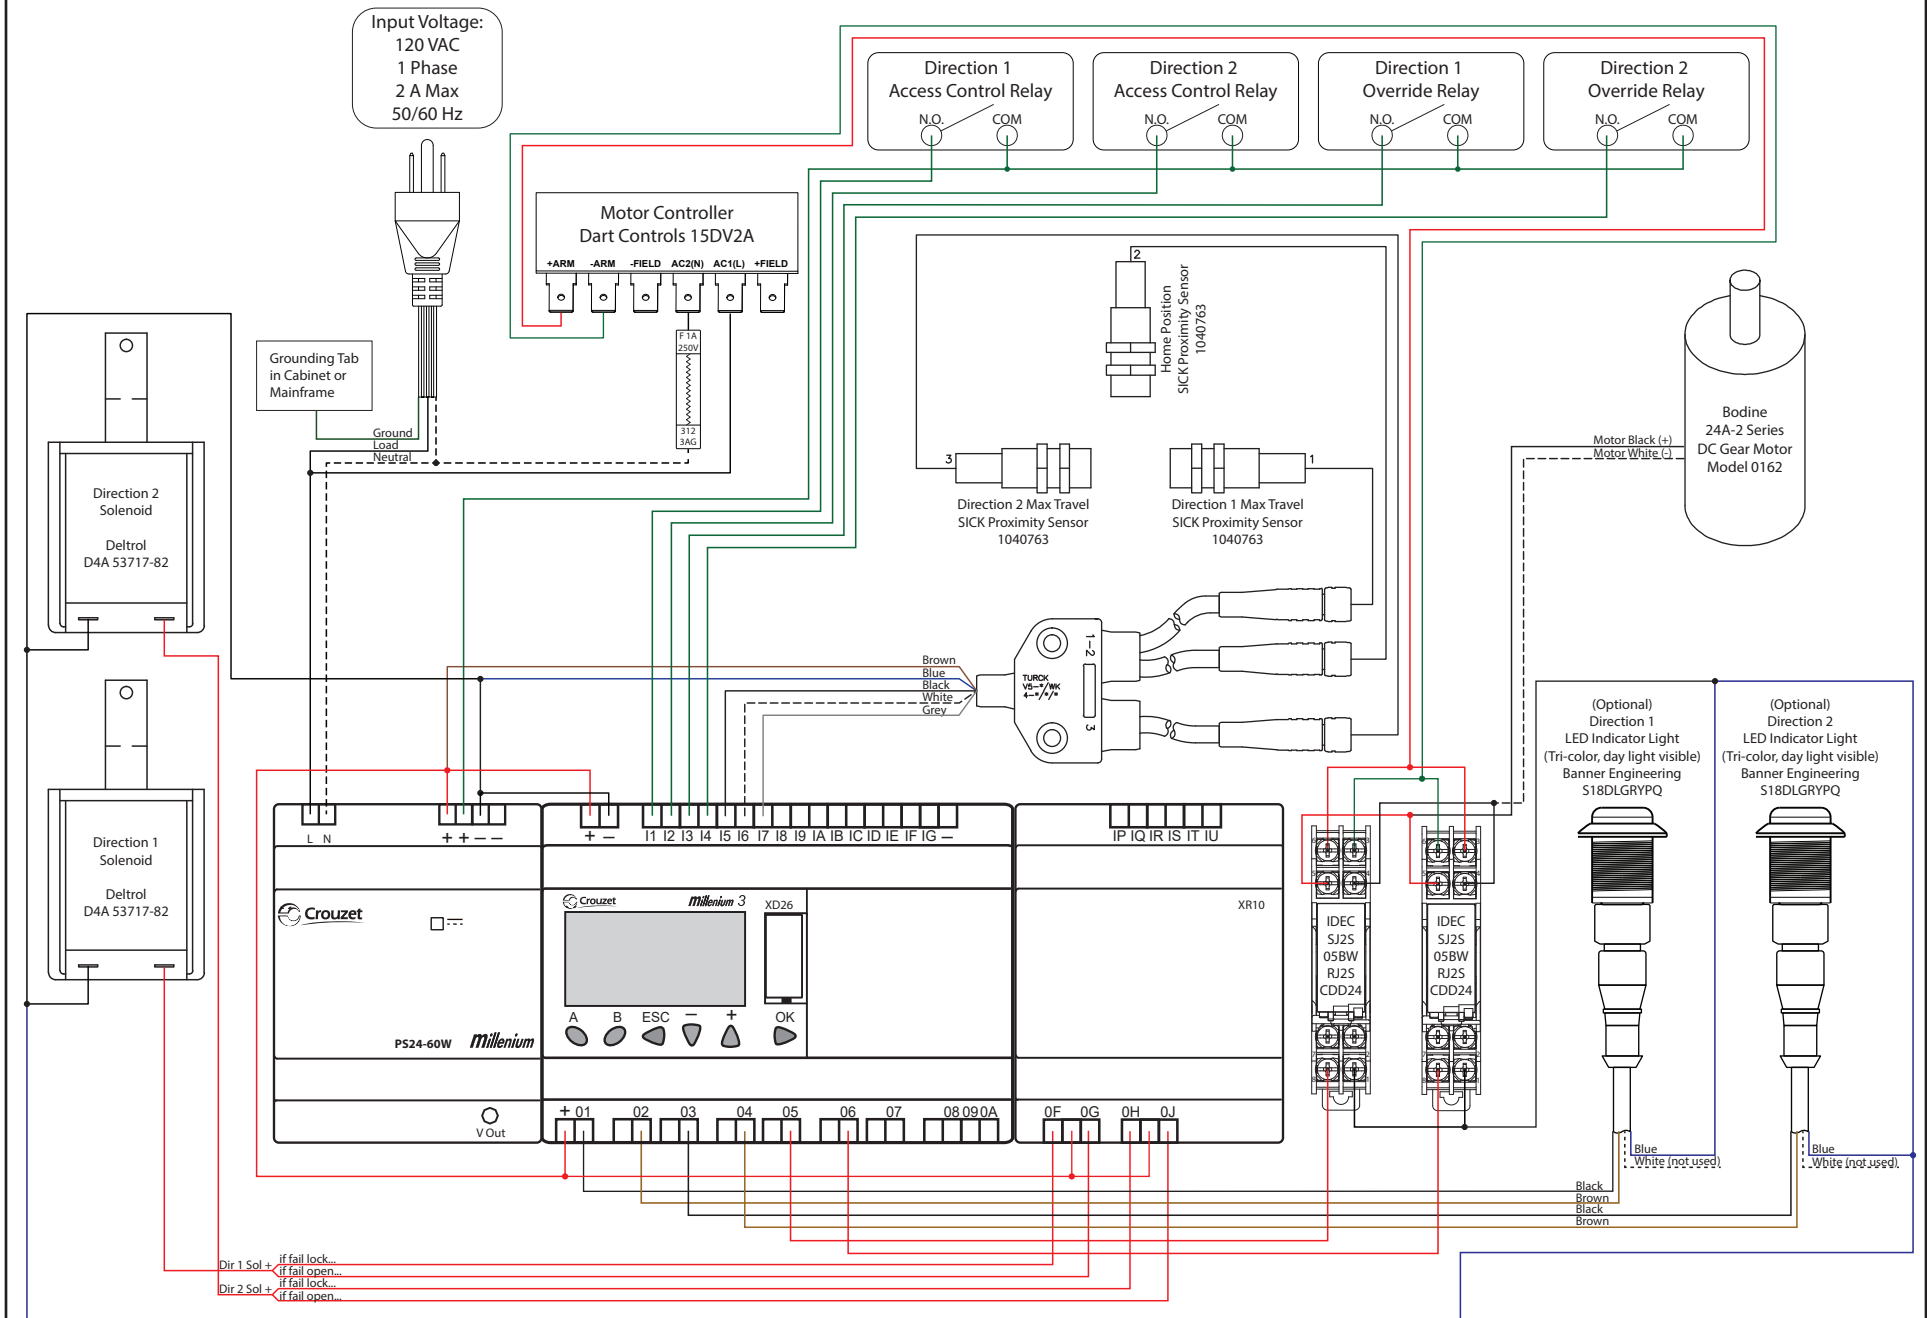 Input Voltage:
120 VAC
1 Phase
2 A Max
50/60 Hz
Direction 1
Access Control Relay
N.O.
COM
Direction 2
Access Control Relay
N.O.
COM
Direction 1
Override Relay
N.O.
COM
Direction 2
Override Relay
N.O.
COM
Motor Controller
Dart Controls 15DV2A
+ARM
-ARM
-FIELD
AC2(N)
AC1(L)
+FIELD
F 1A
250V
312
3AG
Grounding Tab
in Cabinet or
Mainframe
Ground
Load
Neutral
2
Home Position
SICK Proximity Sensor
1040763
3
Direction 2 Max Travel
SICK Proximity Sensor
1040763
1
Direction 1 Max Travel
SICK Proximity Sensor
1040763
Bodine
24A-2 Series
DC Gear Motor
Model 0162
Motor Black (+)
Motor White (-)
Direction 2
Solenoid
Deltrol
D4A 53717-82
Direction 1
Solenoid
Deltrol
D4A 53717-82
Brown
Blue
Black
White
Grey
TURCK
V5-*/WK
4-*/*/*
1-2
3
(Optional)
Direction 1
LED Indicator Light
(Tri-color, day light visible)
Banner Engineering
S18DLGRYPQ
(Optional)
Direction 2
LED Indicator Light
(Tri-color, day light visible)
Banner Engineering
S18DLGRYPQ
L N
+ + — —
+ —
I1 I2 I3 I4 I5 I6 I7 I8 I9 IA IB IC ID IE IF IG —
IP IQ IR IS IT IU
Crouzet
PS24-60W Millenium
V Out
Crouzet
Millenium 3
XD26
A B ESC — + OK
XR10
IDEC
SJ2S
05BW
RJ2S
CDD24
IDEC
SJ2S
05BW
RJ2S
CDD24
+ 01 02 03 04 05 06 07 08 09 0A
0F 0G 0H 0J
Blue
White (not used)
Blue
White (not used)
Black
Brown
Black
Brown
Dir 1 Sol +
if fail lock...
if fail open...
Dir 2 Sol +
if fail lock...
if fail open...